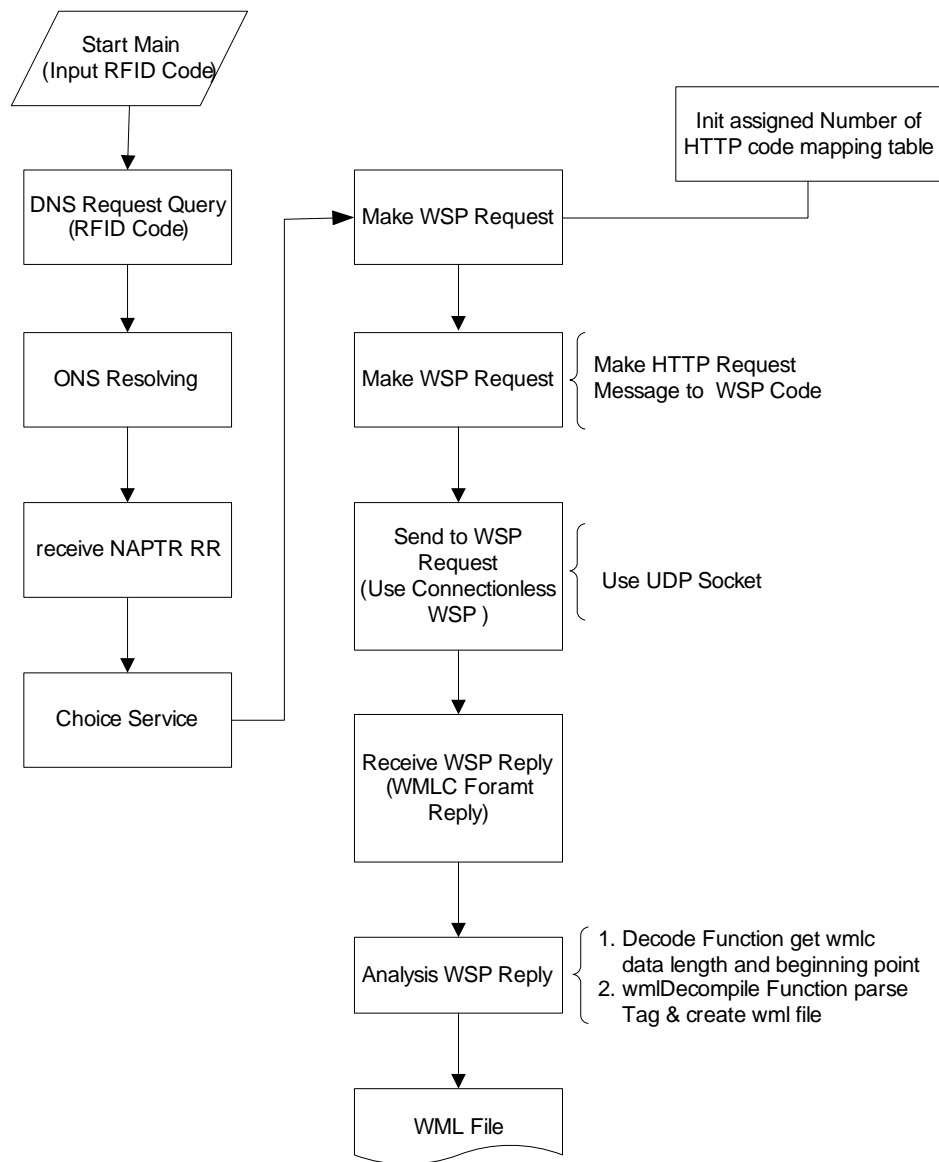 Start Main
(Input RFID Code)
DNS Request Query
(RFID Code)
ONS Resolving
receive NAPTR RR
Choice Service
Init assigned Number of
HTTP code mapping table
Make WSP Request
Make WSP Request
Make HTTP Request
Message to WSP Code
Send to WSP
Request
(Use Connectionless
WSP )
Use UDP Socket
Receive WSP Reply
(WMLC Foramt
Reply)
Analysis WSP Reply
1. Decode Function get wmlc
data length and beginning point
2. wmlDecompile Function parse
Tag & create wml file
WML File